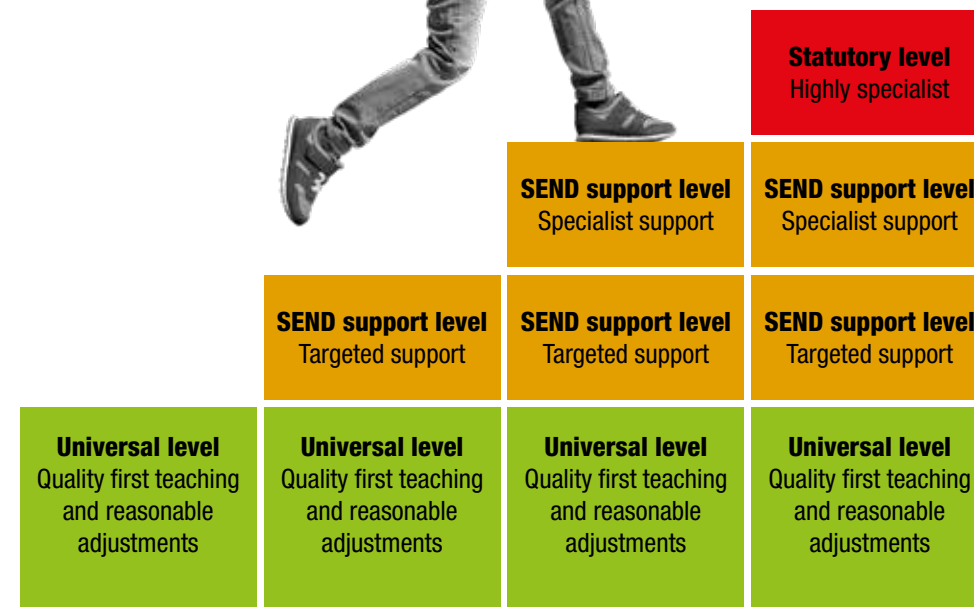 Statutory level
Highly specialist
SEND support level
Specialist support
SEND support level
Specialist support
SEND support level
Targeted support
SEND support level
Targeted support
SEND support level
Targeted support
Universal level
Quality first teaching
and reasonable
adjustments
Universal level
Quality first teaching
and reasonable
adjustments
Universal level
Quality first teaching
and reasonable
adjustments
Universal level
Quality first teaching
and reasonable
adjustments